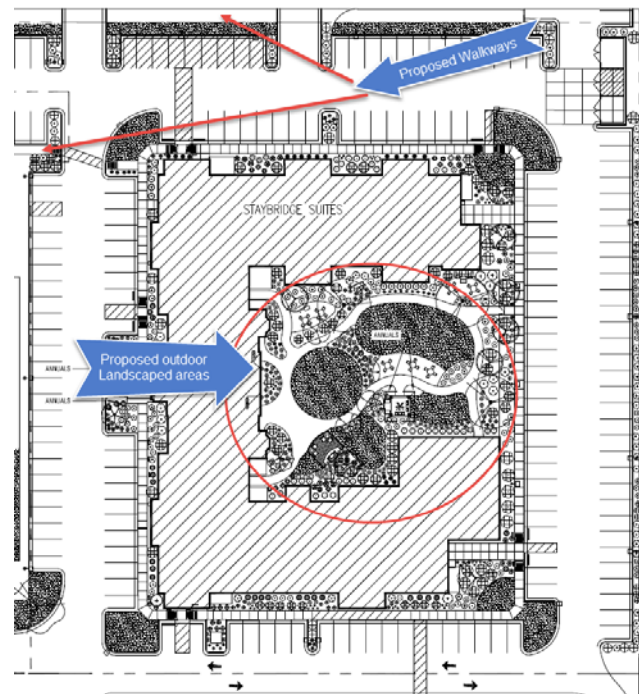 Proposed Walkways
STAYBRIDGE SUITES
ANNUALS
Proposed outdoor
Landscaped areas
ANNUALS
ANNUALS